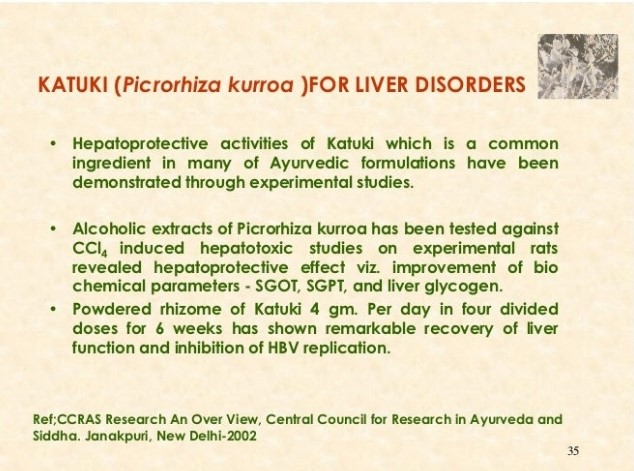 KATUKI (Picrorhiza kurroa )FOR LIVER DISORDERS
• Hepatoprotective activities of Katuki which is a common
ingredient in many of Ayurvedic formulations have been
demonstrated through experimental studies.
• Alcoholic extracts of Picrorhiza kurroa has been tested against
CCl₄ induced hepatotoxic studies on experimental rats
revealed hepatoprotective effect viz. improvement of bio
chemical parameters - SGOT, SGPT, and liver glycogen.
• Powdered rhizome of Katuki 4 gm. Per day in four divided
doses for 6 weeks has shown remarkable recovery of liver
function and inhibition of HBV replication.
Ref;CCRAS Research An Over View, Central Council for Research in Ayurveda and
Siddha. Janakpuri, New Delhi-2002
35